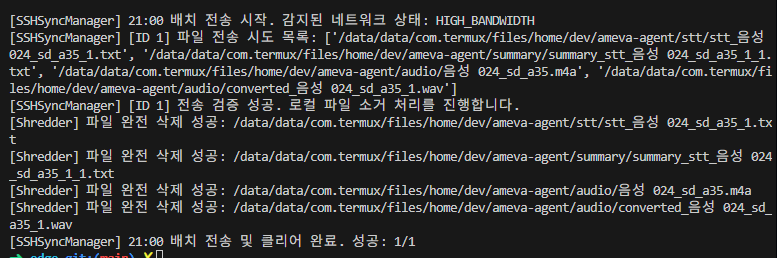 [SSHSyncManager] 21:00 배치 전송 시작. 감지된 네트워크 상태: HIGH_BANDWIDTH
[SSHSyncManager] [ID 1] 파일 전송 시도 목록: ['/data/data/com.termux/files/home/dev/ameva-agent/stt/stt_음성
024_sd_a35_1.txt', '/data/data/com.termux/files/home/dev/ameva-agent/summary/summary_stt_음성 024_sd_a35_1_1.
txt', '/data/data/com.termux/files/home/dev/ameva-agent/audio/음성 024_sd_a35.m4a', '/data/data/com.termux/fi
les/home/dev/ameva-agent/audio/converted_음성 024_sd_a35_1.wav']
[SSHSyncManager] [ID 1] 전송 검증 성공. 로컬 파일 소거 처리를 진행합니다.
[Shredder] 파일 완전 삭제 성공: /data/data/com.termux/files/home/dev/ameva-agent/stt/stt_음성 024_sd_a35_1.tx
t
[Shredder] 파일 완전 삭제 성공: /data/data/com.termux/files/home/dev/ameva-agent/summary/summary_stt_음성 024
_sd_a35_1_1.txt
[Shredder] 파일 완전 삭제 성공: /data/data/com.termux/files/home/dev/ameva-agent/audio/음성 024_sd_a35.m4a
[Shredder] 파일 완전 삭제 성공: /data/data/com.termux/files/home/dev/ameva-agent/audio/converted_음성 024_sd_
a35_1.wav
[SSHSyncManager] 21:00 배치 전송 및 클리어 완료. 성공: 1/1
→ edge git:(main) ✗